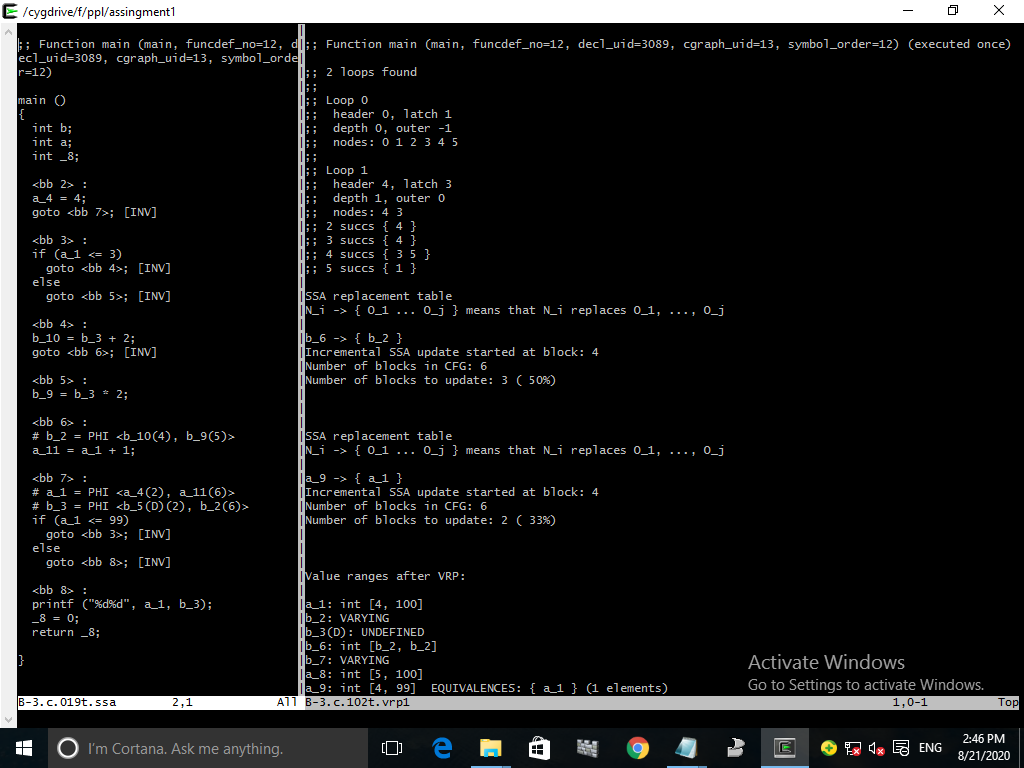 /cygdrive/f/ppl/assingment1
;; Function main (main, funcdef_no=12, d
ecl_uid=3089, cgraph_uid=13, symbol_orde
r=12)
main ()
{
int b;
int a;
int _8;
<bb 2> :
a_4 = 4;
goto <bb 7>; [INV]
<bb 3> :
if (a_1 <= 3)
goto <bb 4>; [INV]
else
goto <bb 5>; [INV]
<bb 4> :
b_10 = b_3 + 2;
goto <bb 6>; [INV]
<bb 5> :
b_9 = b_3 * 2;
<bb 6> :
# b_2 = PHI <b_10(4), b_9(5)>
a_11 = a_1 + 1;
<bb 7> :
# a_1 = PHI <a_4(2), a_11(6)>
# b_3 = PHI <b_5(D)(2), b_2(6)>
if (a_1 <= 99)
goto <bb 3>; [INV]
else
goto <bb 8>; [INV]
<bb 8> :
printf ("%d%d", a_1, b_3);
_8 = 0;
return _8;
}
B-3.c.019t.ssa 2,1 All
;; Function main (main, funcdef_no=12, decl_uid=3089, cgraph_uid=13, symbol_order=12) (executed once)
;; 2 loops found
;;
;; Loop 0
;; header 0, latch 1
;; depth 0, outer -1
;; nodes: 0 1 2 3 4 5
;;
;; Loop 1
;; header 4, latch 3
;; depth 1, outer 0
;; nodes: 4 3
;; 2 succs { 4 }
;; 3 succs { 4 }
;; 4 succs { 3 5 }
;; 5 succs { 1 }
SSA replacement table
N_i -> { O_1 ... O_j } means that N_i replaces O_1, ..., O_j
b_6 -> { b_2 }
Incremental SSA update started at block: 4
Number of blocks in CFG: 6
Number of blocks to update: 3 ( 50%)
SSA replacement table
N_i -> { O_1 ... O_j } means that N_i replaces O_1, ..., O_j
a_9 -> { a_1 }
Incremental SSA update started at block: 4
Number of blocks in CFG: 6
Number of blocks to update: 2 ( 33%)
Value ranges after VRP:
a_1: int [4, 100]
b_2: VARYING
b_3(D): UNDEFINED
b_6: int [b_2, b_2]
b_7: VARYING
a_8: int [5, 100]
a_9: int [4, 99] EQUIVALENCES: { a_1 } (1 elements)
B-3.c.102t.vrp1 1,0-1 Top
Activate Windows
Go to Settings to activate Windows.
I'm Cortana. Ask me anything.
ENG
2:46 PM
8/21/2020